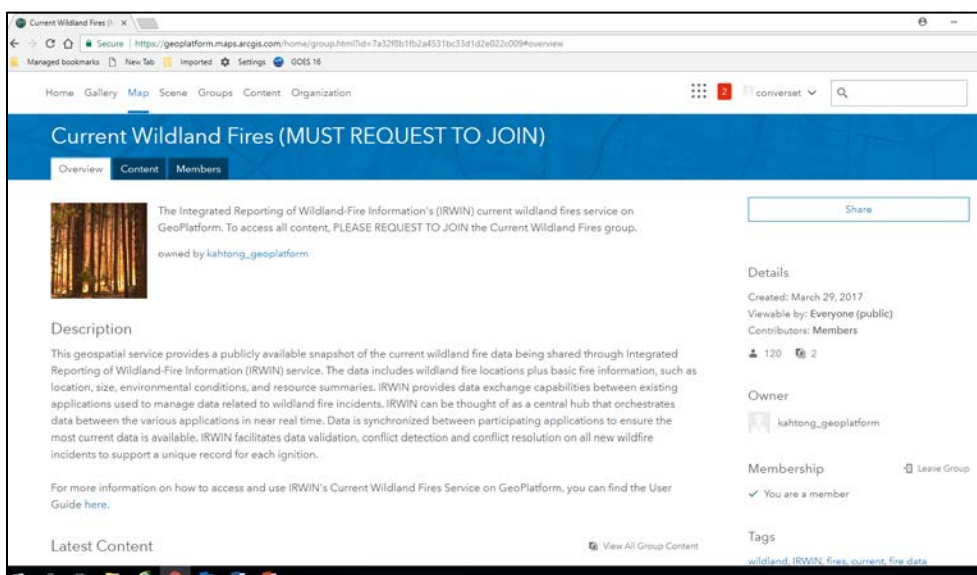 Current Wildland Fires (
Secure | https://geoplatform.maps.arcgis.com/home/group.html?id=7a32f8b1fb2a4531bc33d1d2e022c009#overview
Managed bookmarks New Tab Imported Settings GOES 16
Home Gallery Map Scene Groups Content Organization 2 converset
Current Wildland Fires (MUST REQUEST TO JOIN)
Overview Content Members
The Integrated Reporting of Wildland-Fire Information's (IRWIN) current wildland fires service on
GeoPlatform. To access all content, PLEASE REQUEST TO JOIN the Current Wildland Fires group.
owned by kahtong_geoplatform
Description
This geospatial service provides a publicly available snapshot of the current wildland fire data being shared through Integrated
Reporting of Wildland-Fire Information (IRWIN) service. The data includes wildland fire locations plus basic fire information, such as
location, size, environmental conditions, and resource summaries. IRWIN provides data exchange capabilities between existing
applications used to manage data related to wildland fire incidents. IRWIN can be thought of as a central hub that orchestrates
data between the various applications in near real time. Data is synchronized between participating applications to ensure the
most current data is available. IRWIN facilitates data validation, conflict detection and conflict resolution on all new wildfire
incidents to support a unique record for each ignition.
For more information on how to access and use IRWIN's Current Wildland Fires Service on GeoPlatform, you can find the User
Guide here.
Latest Content View All Group Content
Share
Details
Created: March 29, 2017
Viewable by: Everyone (public)
Contributors: Members
120 2
Owner
kahtong_geoplatform
Membership Leave Group
You are a member
Tags
wildland, IRWIN, fires, current, fire data